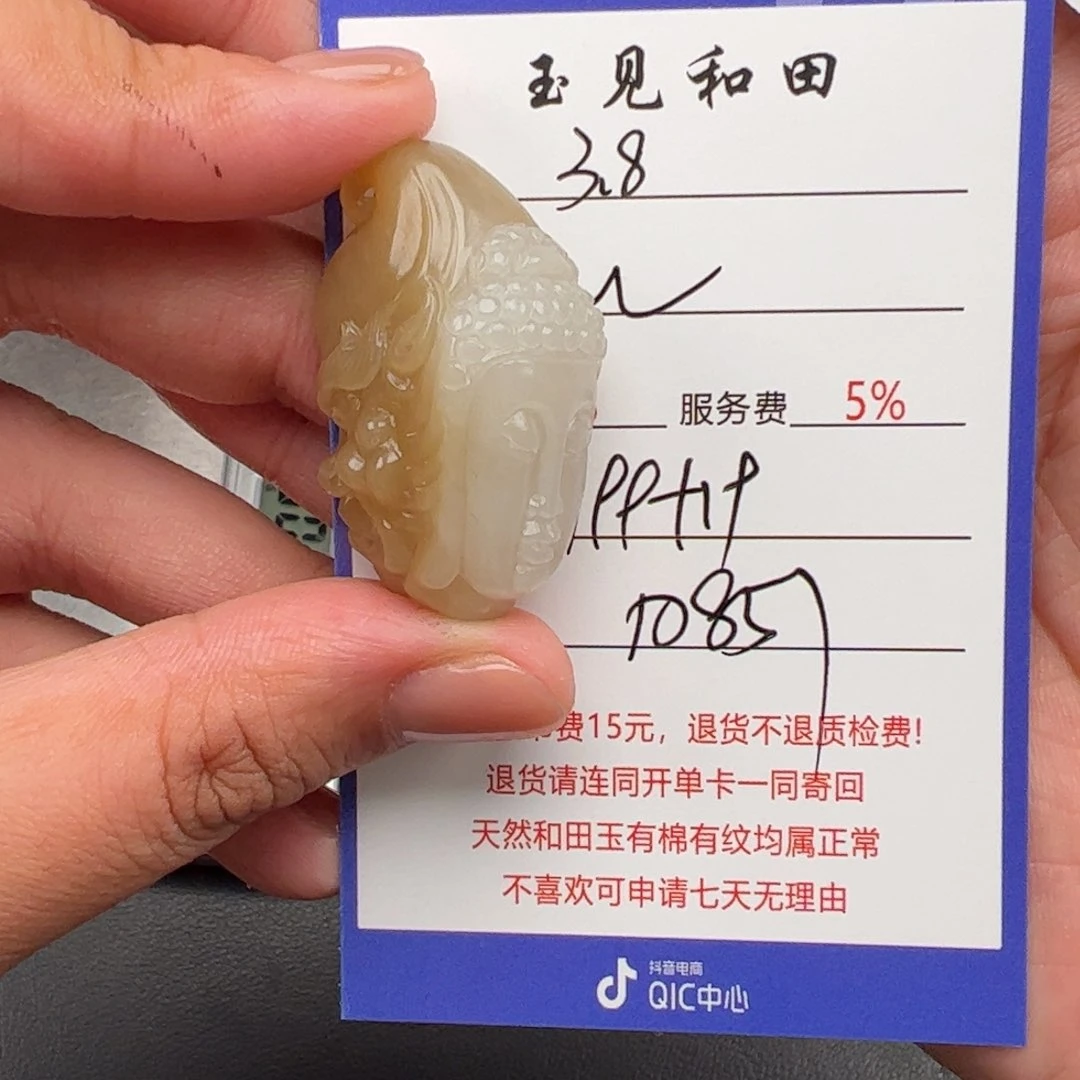 玉见和田
3.8
服务费 5%
1085
费15元，退货不退质检费!
退货请连同开单卡一同寄回
天然和田玉有棉有纹均属正常
不喜欢可申请七天无理由
抖音电商
QIC中心